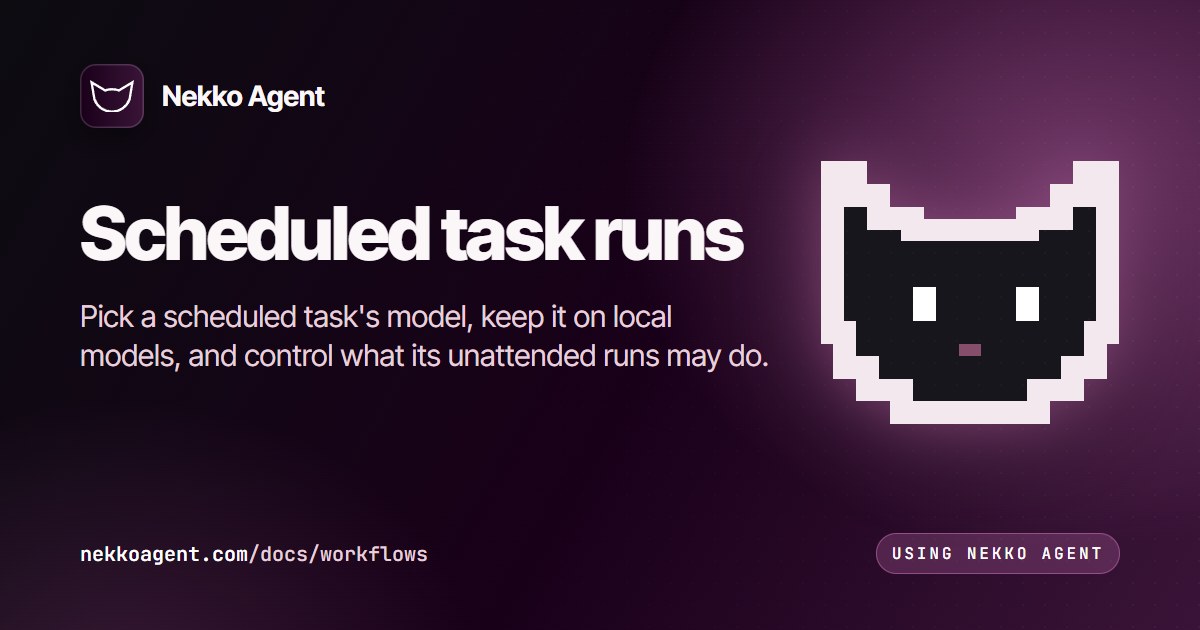 Nekko Agent
Scheduled task runs
Pick a scheduled task's model, keep it on local
models, and control what its unattended runs may do.
nekkoagent.com/docs/workflows
USING NEKKO AGENT